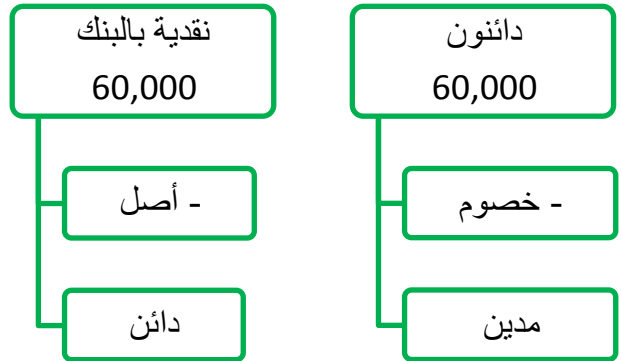 دائنون
60,000
- خصوم
مدين
نقدية بالبنك
60,000
- أصل
دائن